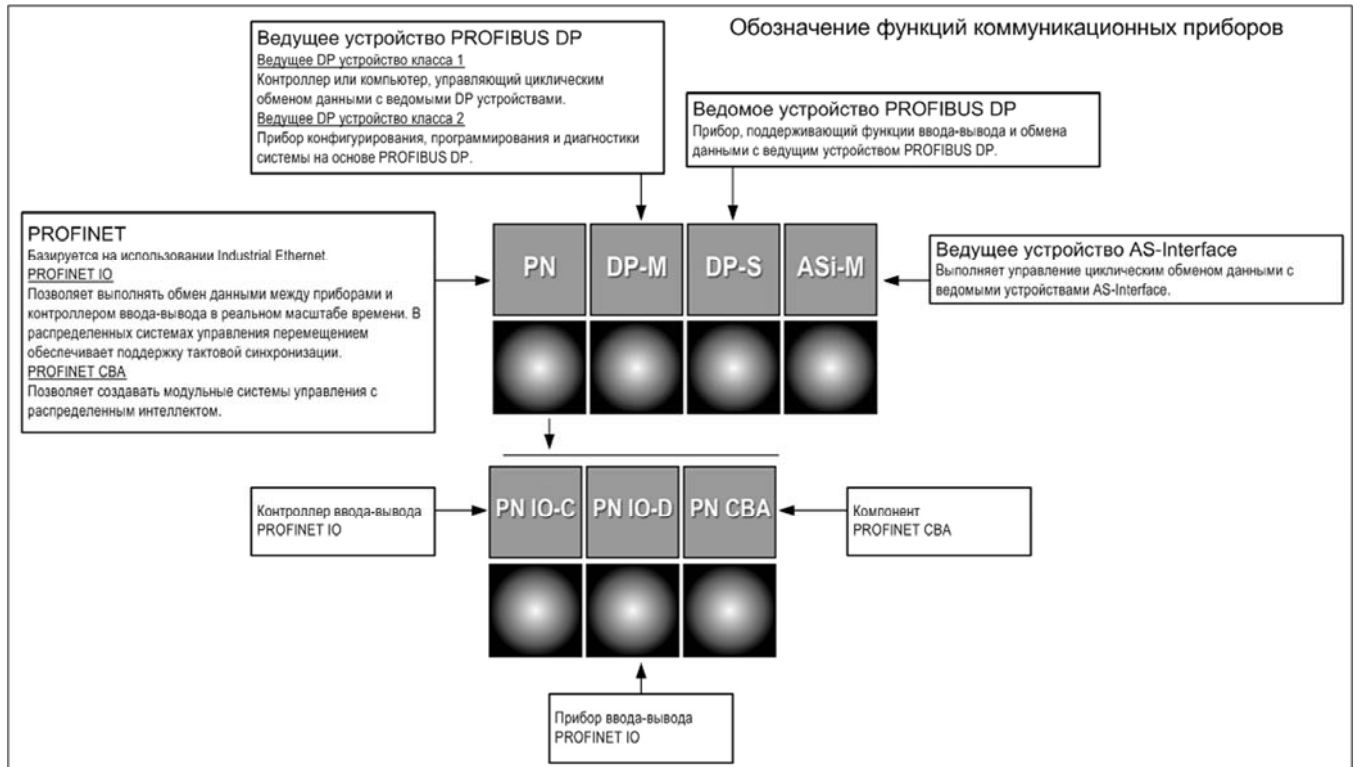 Обозначение функций коммуникационных приборов
Ведущее устройство PROFIBUS DP
Ведущее DP устройство класса 1
Контроллер или компьютер, управляющий циклическим
обменом данными с ведомыми DP устройствами.
Ведущее DP устройство класса 2
Прибор конфигурирования, программирования и диагностики
системы на основе PROFIBUS DP.
Ведомое устройство PROFIBUS DP
Прибор, поддерживающий функции ввода-вывода и обмена
данными с ведущим устройством PROFIBUS DP.
PROFINET
Базируется на использовании Industrial Ethernet.
PROFINET IO
Позволяет выполнять обмен данными между приборами и
контроллером ввода-вывода в реальном масштабе времени. В
распределенных системах управления перемещением
обеспечивает поддержку тактовой синхронизации.
PROFINET CBA
Позволяет создавать модульные системы управления с
распределенным интеллектом.
PN
DP-M
DP-S
ASi-M
Ведущее устройство AS-Interface
Выполняет управление циклическим обменом данными с
ведомыми устройствами AS-Interface.
Контроллер ввода-вывода
PROFINET IO
PN IO-C
PN IO-D
PN CBA
Компонент
PROFINET CBA
Прибор ввода-вывода
PROFINET IO